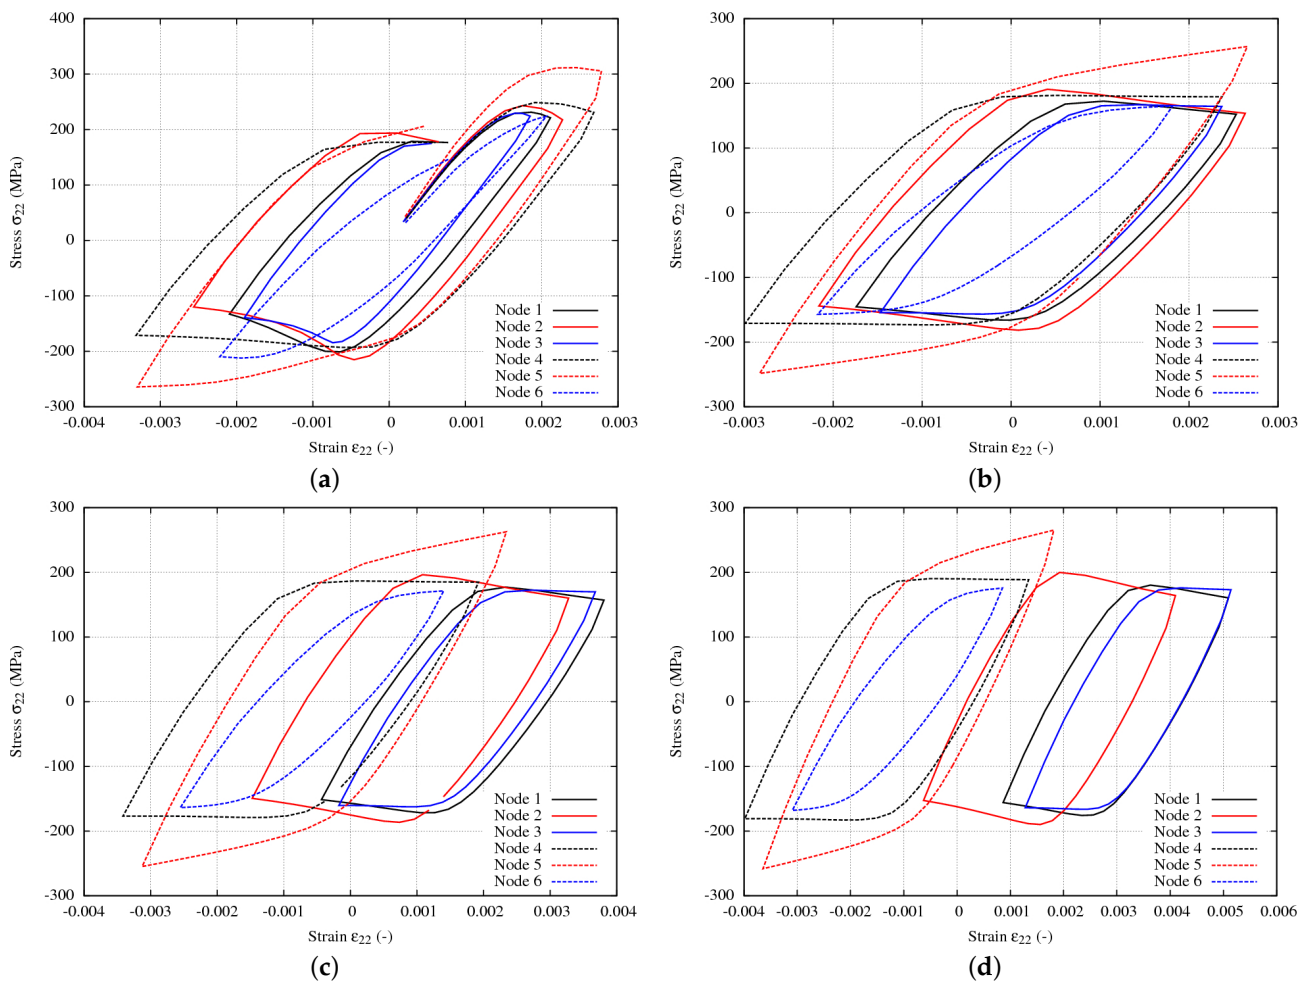 400
300
200
100
0
-100
-200
-300
-0.004
-0.003
-0.002
-0.001
0
0.001
0.002
0.003
Stress σ22 (MPa)
Strain ε22 (-)
Node 1
Node 2
Node 3
Node 4
Node 5
Node 6
(a)
300
200
100
0
-100
-200
-300
-0.003
-0.002
-0.001
0
0.001
0.002
0.003
Stress σ22 (MPa)
Strain ε22 (-)
Node 1
Node 2
Node 3
Node 4
Node 5
Node 6
(b)
300
200
100
0
-100
-200
-300
-0.004
-0.003
-0.002
-0.001
0
0.001
0.002
0.003
0.004
Stress σ22 (MPa)
Strain ε22 (-)
Node 1
Node 2
Node 3
Node 4
Node 5
Node 6
(c)
300
200
100
0
-100
-200
-300
-0.004
-0.003
-0.002
-0.001
0
0.001
0.002
0.003
0.004
0.005
0.006
Stress σ22 (MPa)
Strain ε22 (-)
Node 1
Node 2
Node 3
Node 4
Node 5
Node 6
(d)